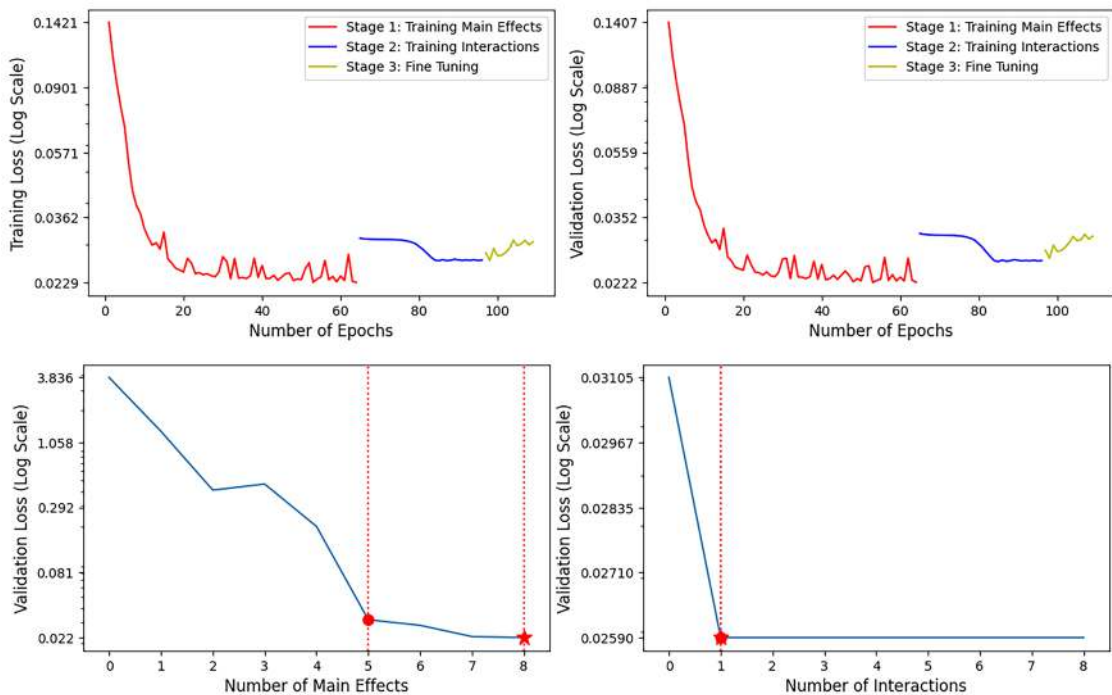 Training Loss (Log Scale)
0.1421
0.0901
0.0571
0.0362
0.0229
Stage 1: Training Main Effects
Stage 2: Training Interactions
Stage 3: Fine Tuning
0 20 40 60 80 100
Number of Epochs
Validation Loss (Log Scale)
0.1407
0.0887
0.0559
0.0352
0.0222
Stage 1: Training Main Effects
Stage 2: Training Interactions
Stage 3: Fine Tuning
0 20 40 60 80 100
Number of Epochs
Validation Loss (Log Scale)
3.836
1.058
0.292
0.081
0.022
0 1 2 3 4 5 6 7 8
Number of Main Effects
Validation Loss (Log Scale)
0.03105
0.02967
0.02835
0.02710
0.02590
0 1 2 3 4 5 6 7 8
Number of Interactions